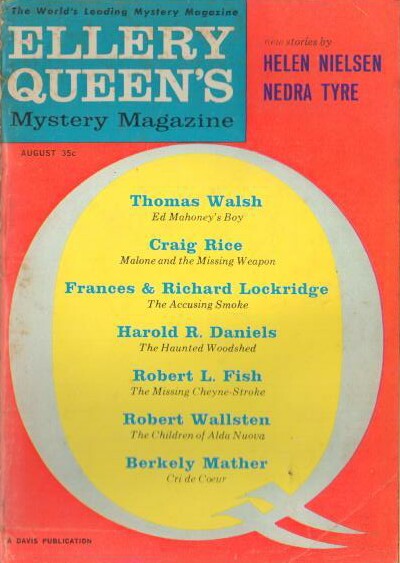 The World's Leading Mystery Magazine
ELLERY
QUEEN'S
Mystery Magazine
new stories by
HELEN NIELSEN
NEDRA TYRE
AUGUST 35c
Thomas Walsh
Ed Mahoney's Boy
Craig Rice
Malone and the Missing Weapon
Frances & Richard Lockridge
The Accusing Smoke
Harold R. Daniels
The Haunted Woodshed
Robert L. Fish
The Missing Cheyne-Stroke
Robert Wallsten
The Children of Alda Nuova
Berkely Mather
Cri de Coeur
A DAVIS PUBLICATION